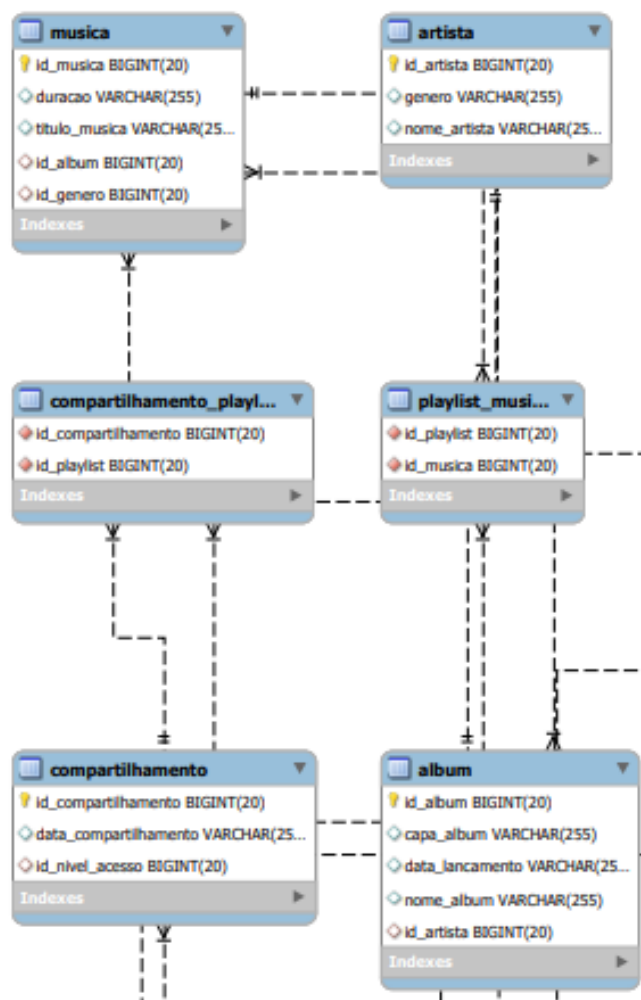 musica
id_musica BIGINT(20)
duracao VARCHAR(255)
titulo_musica VARCHAR(25...
id_album BIGINT(20)
id_genero BIGINT(20)
Indexes
artista
id_artista BIGINT(20)
genero VARCHAR(255)
nome_artista VARCHAR(25...
Indexes
compartilhamento_playl...
id_compartilhamento BIGINT(20)
id_playlist BIGINT(20)
Indexes
playlist_musi...
id_playlist BIGINT(20)
id_musica BIGINT(20)
Indexes
compartilhamento
id_compartilhamento BIGINT(20)
data_compartilhamento VARCHAR(25...
id_nivel_acesso BIGINT(20)
Indexes
album
id_album BIGINT(20)
capa_album VARCHAR(255)
data_lancamento VARCHAR(25...
nome_album VARCHAR(255)
id_artista BIGINT(20)
Indexes